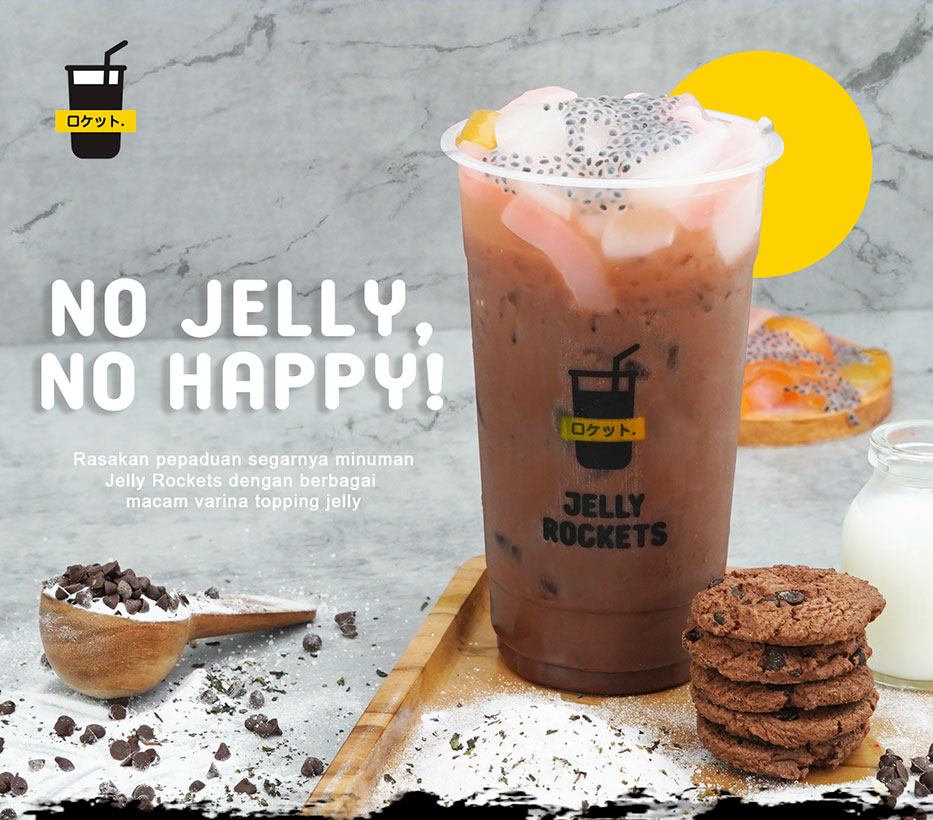 ロケット.
NO JELLY,
NO HAPPY!
Rasakan pepaduan segarnya minuman
Jelly Rockets dengan berbagai
macam varina topping jelly
ロケット.
JELLY
ROCKETS